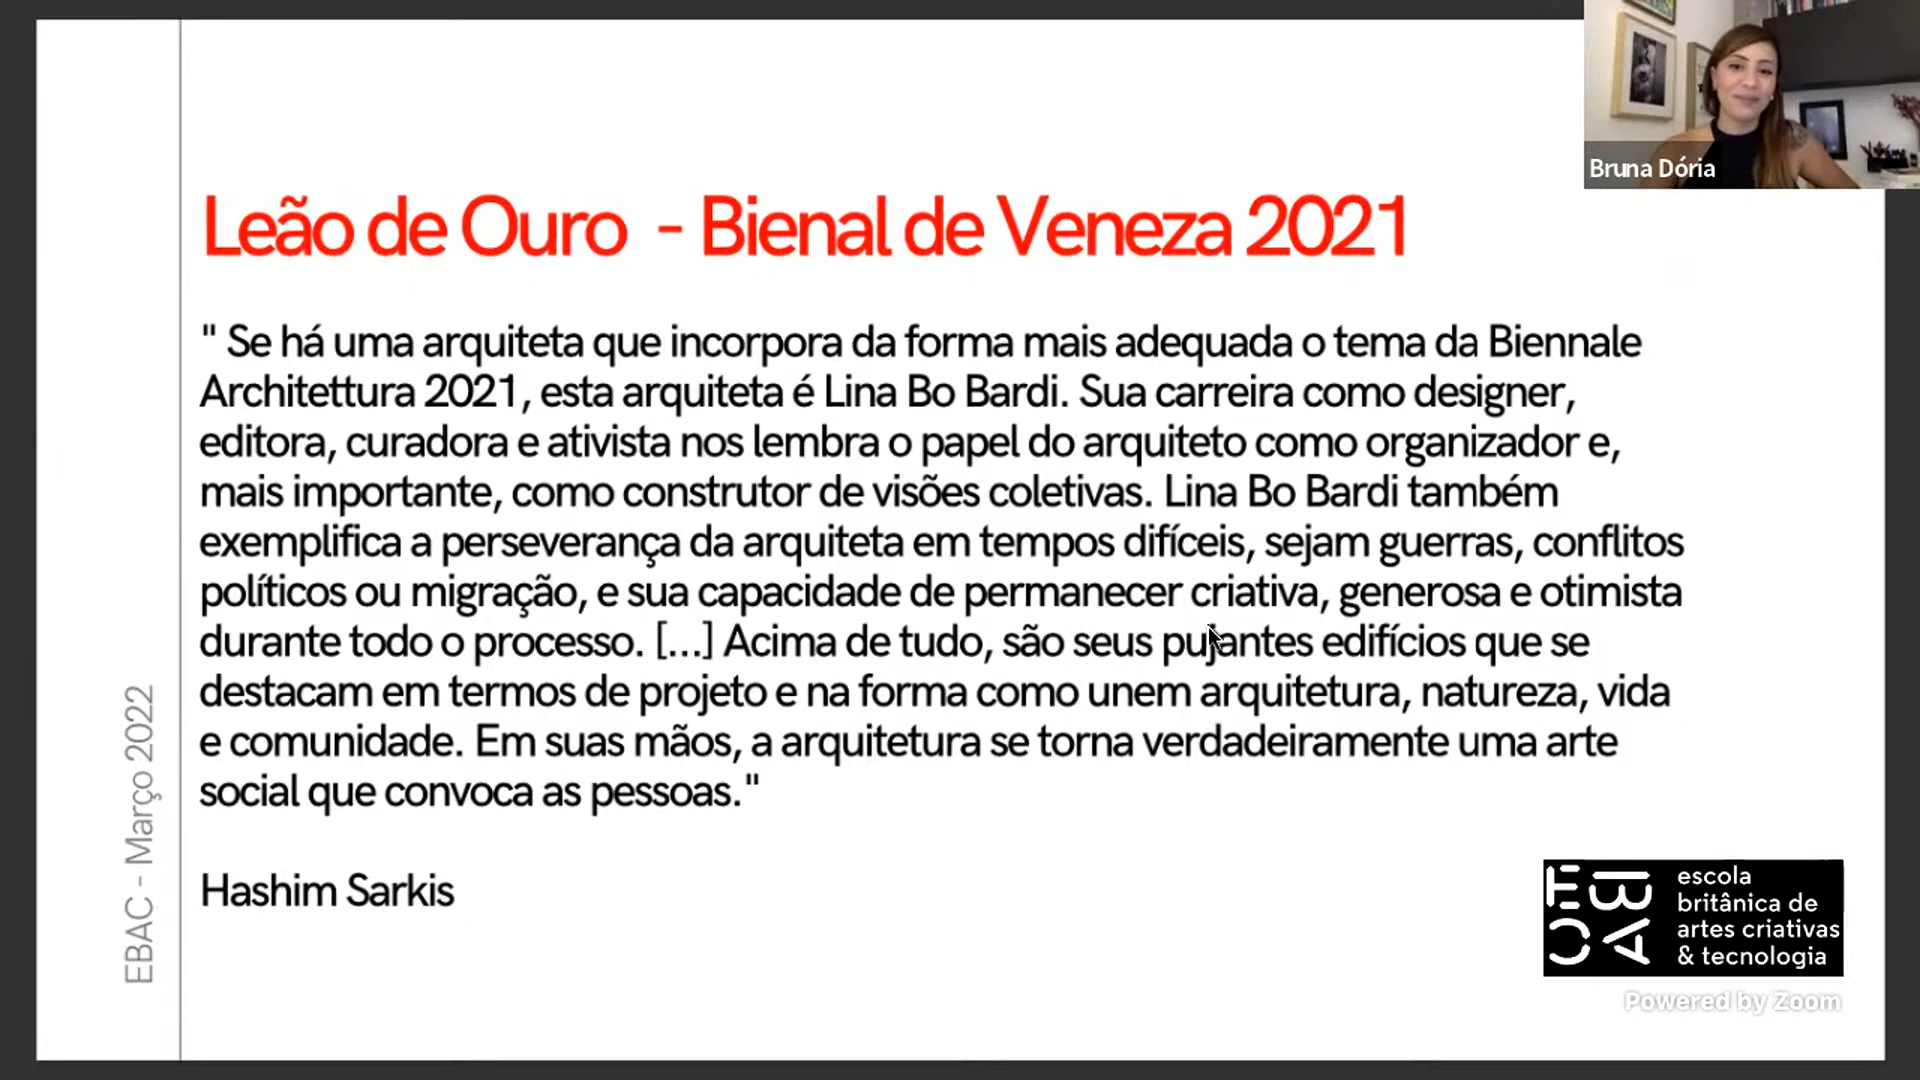 Bruna Dória
Leão de Ouro - Bienal de Veneza 2021
" Se há uma arquiteta que incorpora da forma mais adequada o tema da Biennale
Architettura 2021, esta arquiteta é Lina Bo Bardi. Sua carreira como designer,
editora, curadora e ativista nos lembra o papel do arquiteto como organizador e,
mais importante, como construtor de visões coletivas. Lina Bo Bardi também
exemplifica a perseverança da arquiteta em tempos difíceis, sejam guerras, conflitos
políticos ou migração, e sua capacidade de permanecer criativa, generosa e otimista
durante todo o processo. [...] Acima de tudo, são seus pujantes edifícios que se
destacam em termos de projeto e na forma como unem arquitetura, natureza, vida
e comunidade. Em suas mãos, a arquitetura se torna verdadeiramente uma arte
social que convoca as pessoas."
Hashim Sarkis
EBAC - Março 2022
EBAC
escola
britânica de
artes criativas
& tecnologia
Powered by Zoom